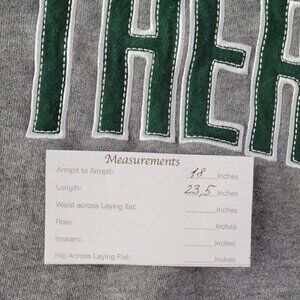 THER
Measurements
Armpit to Armpit: 18 Inches
Length: 23,5 Inches
Waist across Laying flat: Inches
Rise: Inches
Inseam: Inches
Hip Across Laying Flat: Inches